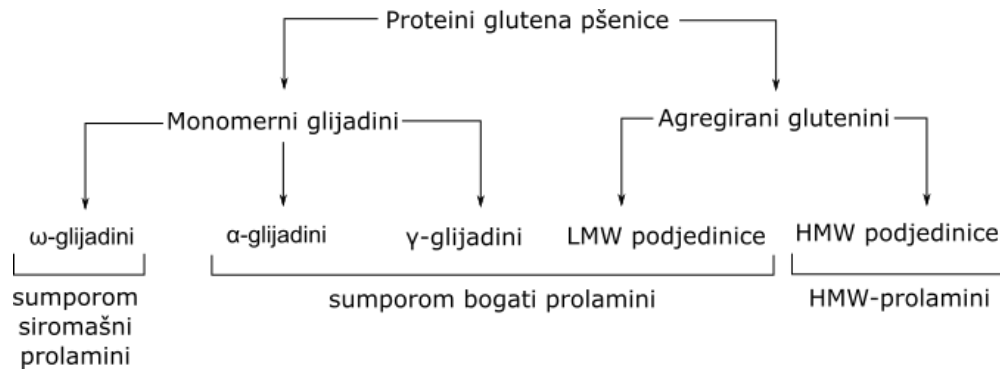 Proteini glutena pšenice
Monomerni glijadini
Agregirani glutenini
ω-glijadini
α-glijadini
γ-glijadini
LMW podjedinice
HMW podjedinice
sumporom
siromašni
prolamini
sumporom bogati prolamini
HMW-prolamini